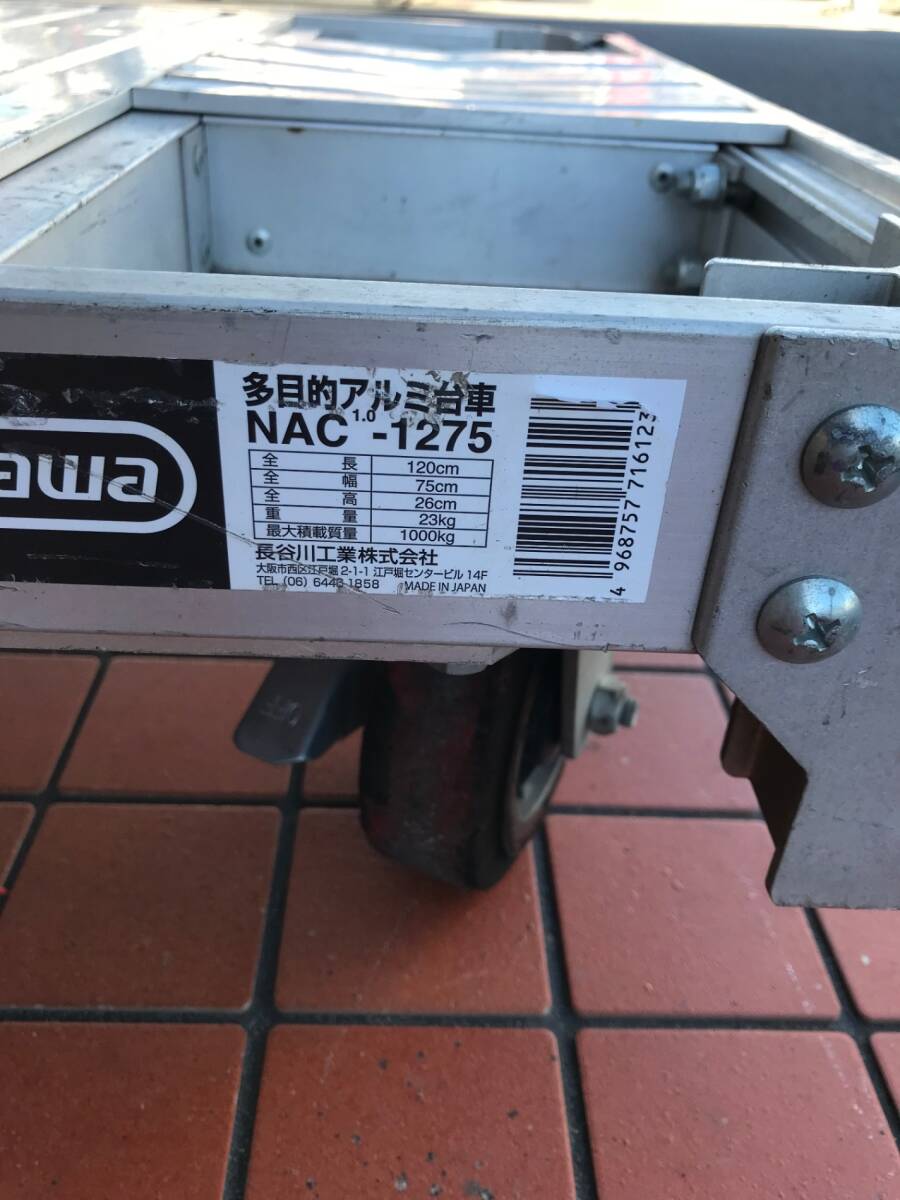 awa
多目的アルミ台車
NAC 1.0 -1275
全長 120cm
全幅 75cm
全高 26cm
重量 23kg
最大積載質量 1000kg
長谷川工業株式会社
大阪市西区江戸堀 2-1-1 江戸堀センタービル 14F
TEL (06) 6443 1858 MADE IN JAPAN
4 968757 716123